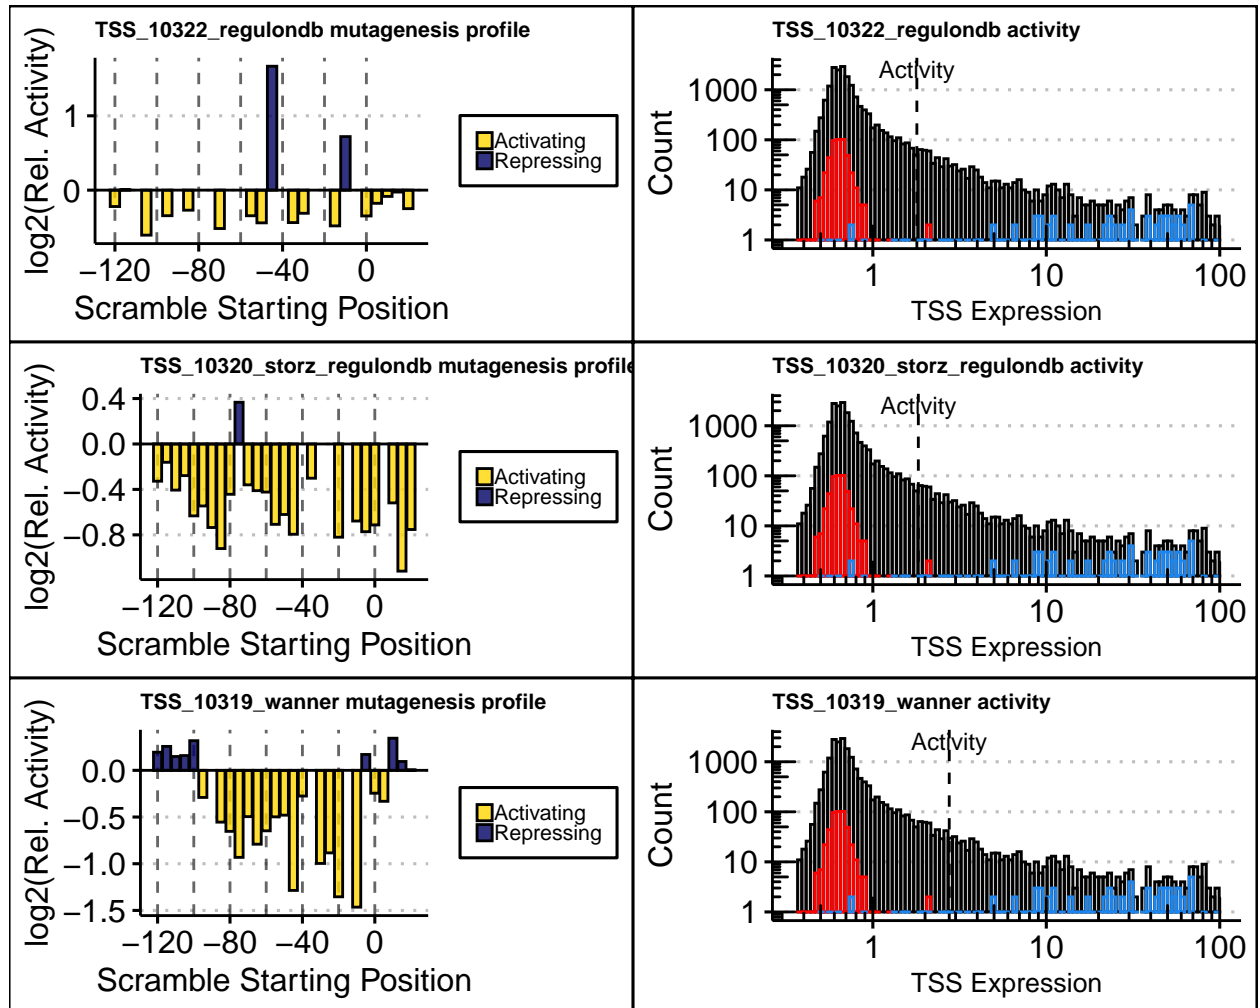 TSS_10322_regulondb mutagenesis profile
log2(Rel. Activity)
1
0
−120 −80 −40 0
Scramble Starting Position
Activating
Repressing
TSS_10322_regulondb activity
Activity
Count
1000
100
10
1
1 10 100
TSS Expression
TSS_10320_storz_regulondb mutagenesis profile
log2(Rel. Activity)
0.4
0.0
−0.4
−0.8
−120 −80 −40 0
Scramble Starting Position
Activating
Repressing
TSS_10320_storz_regulondb activity
Activity
Count
1000
100
10
1
1 10 100
TSS Expression
TSS_10319_wanner mutagenesis profile
log2(Rel. Activity)
0.0
−0.5
−1.0
−1.5
−120 −80 −40 0
Scramble Starting Position
Activating
Repressing
TSS_10319_wanner activity
Activity
Count
1000
100
10
1
1 10 100
TSS Expression